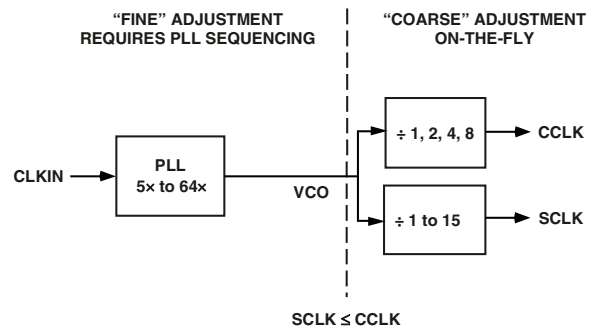 “FINE” ADJUSTMENT
REQUIRES PLL SEQUENCING
“COARSE” ADJUSTMENT
ON-THE-FLY
CLKIN
PLL
5× to 64×
VCO
÷ 1, 2, 4, 8
CCLK
÷ 1 to 15
SCLK
SCLK ≤ CCLK